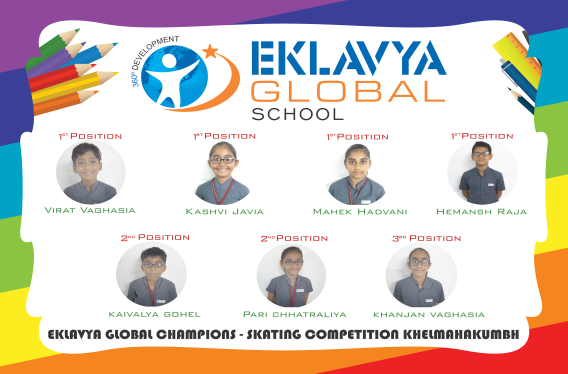 360° DEVELOPMENT
EKLAVYA
GLOBAL
SCHOOL
1ST POSITION 1ST POSITION 1ST POSITION 1ST POSITION
VIRAT VAGHASIA KASHVI JAVIA MAHEK HADVANI HEMANSH RAJA
2ND POSITION 2ND POSITION 3RD POSITION
KAIVALYA GOHEL PARI CHHATRALIYA KHANJAN VAGHASIA
EKLAVYA GLOBAL CHAMPIONS - SKATING COMPETITION KHELMAHAKUMBH